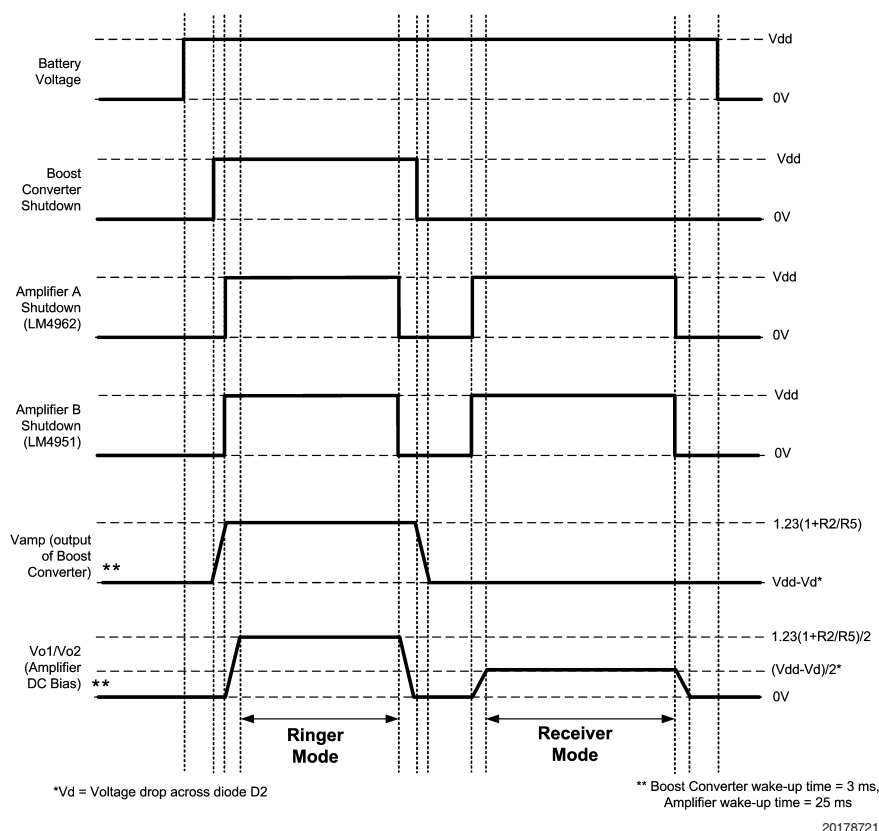 Battery
Voltage
Vdd
0V
Boost
Converter
Shutdown
Vdd
0V
Amplifier A
Shutdown
(LM4962)
Vdd
0V
Amplifier B
Shutdown
(LM4951)
Vdd
0V
Vamp (output
of Boost
Converter) **
1.23(1+R2/R5)
Vdd-Vd*
Vo1/Vo2
(Amplifier
DC Bias) **
1.23(1+R2/R5)/2
(Vdd-Vd)/2*
0V
Ringer
Mode
Receiver
Mode
*Vd = Voltage drop across diode D2
** Boost Converter wake-up time = 3 ms,
Amplifier wake-up time = 25 ms
20178721